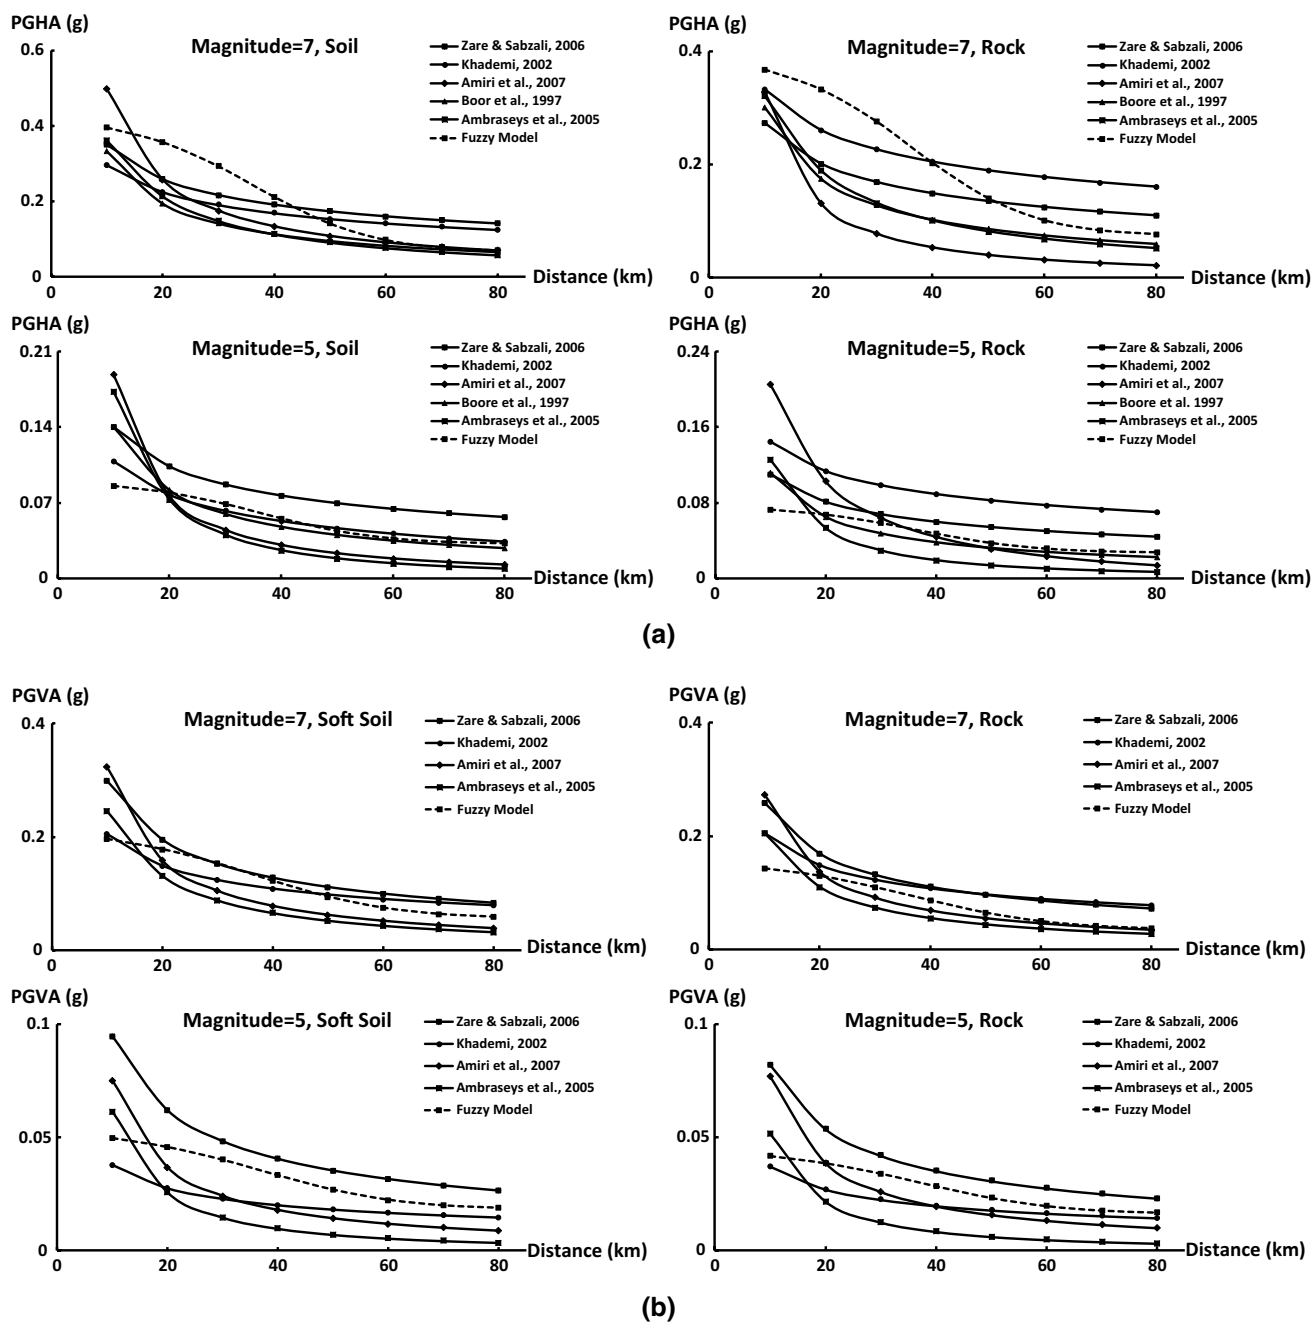 PGHA (g)
Magnitude=7, Soil
Zare & Sabzali, 2006
Khademi, 2002
Amiri et al., 2007
Boor et al., 1997
Ambraseys et al., 2005
Fuzzy Model
0.6
0.4
0.2
0
0 20 40 60 80
Distance (km)
PGHA (g)
Magnitude=7, Rock
Zare & Sabzali, 2006
Khademi, 2002
Amiri et al., 2007
Boore et al., 1997
Ambraseys et al., 2005
Fuzzy Model
0.4
0.2
0
0 20 40 60 80
Distance (km)
PGHA (g)
Magnitude=5, Soil
Zare & Sabzali, 2006
Khademi, 2002
Amiri et al., 2007
Boore et al., 1997
Ambraseys et al., 2005
Fuzzy Model
0.21
0.14
0.07
0
0 20 40 60 80
Distance (km)
PGHA (g)
Magnitude=5, Rock
Zare & Sabzali, 2006
Khademi, 2002
Amiri et al., 2007
Boore et al. 1997
Ambraseys et al., 2005
Fuzzy Model
0.24
0.16
0.08
0
0 20 40 60 80
Distance (km)
(a)
PGVA (g)
Magnitude=7, Soft Soil
Zare & Sabzali, 2006
Khademi, 2002
Amiri et al., 2007
Ambraseys et al., 2005
Fuzzy Model
0.4
0.2
0
0 20 40 60 80
Distance (km)
PGVA (g)
Magnitude=7, Rock
Zare & Sabzali, 2006
Khademi, 2002
Amiri et al., 2007
Ambraseys et al., 2005
Fuzzy Model
0.4
0.2
0
0 20 40 60 80
Distance (km)
PGVA (g)
Magnitude=5, Soft Soil
Zare & Sabzali, 2006
Khademi, 2002
Amiri et al., 2007
Ambraseys et al., 2005
Fuzzy Model
0.1
0.05
0
0 20 40 60 80
Distance (km)
PGVA (g)
Magnitude=5, Rock
Zare & Sabzali, 2006
Khademi, 2002
Amiri et al., 2007
Ambraseys et al., 2005
Fuzzy Model
0.1
0.05
0
0 20 40 60 80
Distance (km)
(b)